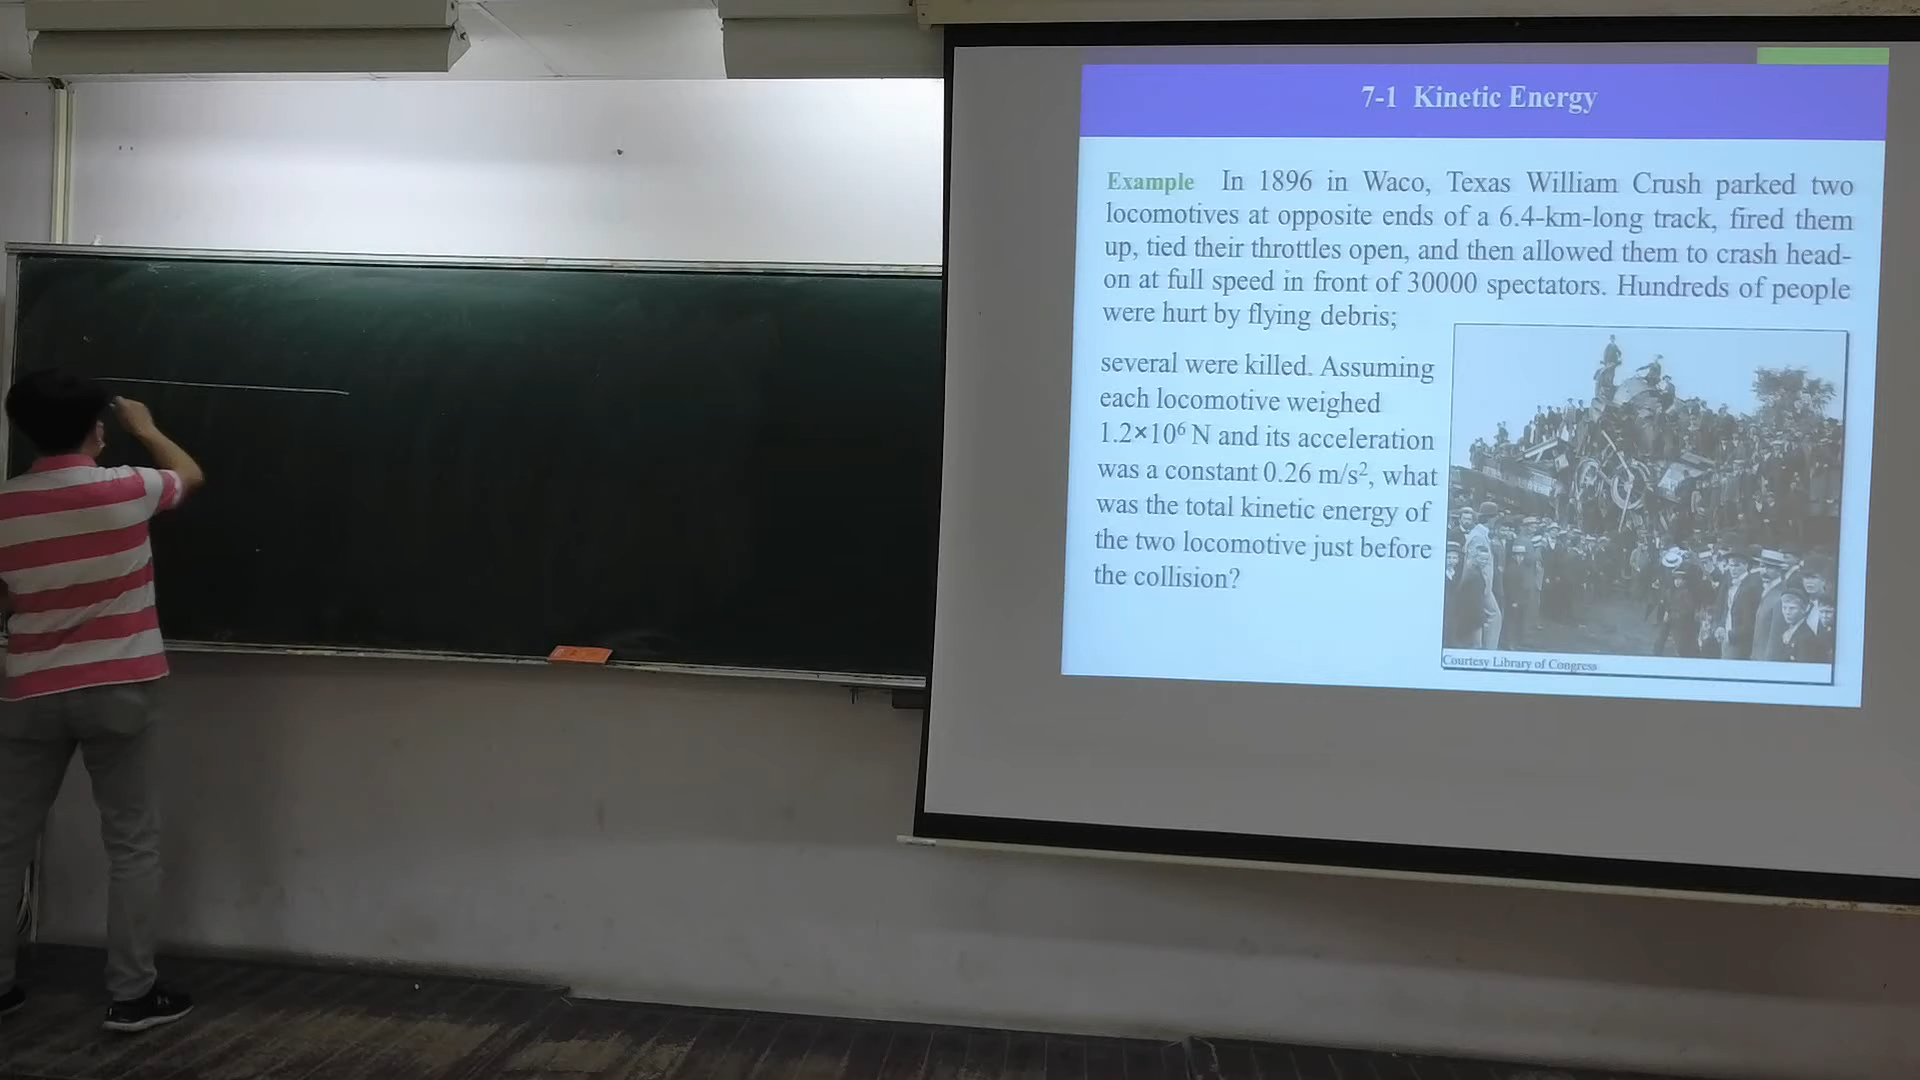 7-1 Kinetic Energy
Example In 1896 in Waco, Texas William Crush parked two
locomotives at opposite ends of a 6.4-km-long track, fired them
up, tied their throttles open, and then allowed them to crash head-
on at full speed in front of 30000 spectators. Hundreds of people
were hurt by flying debris;
several were killed. Assuming
each locomotive weighed
1.2×10⁶ N and its acceleration
was a constant 0.26 m/s², what
was the total kinetic energy of
the two locomotive just before
the collision?
Courtesy Library of Congress